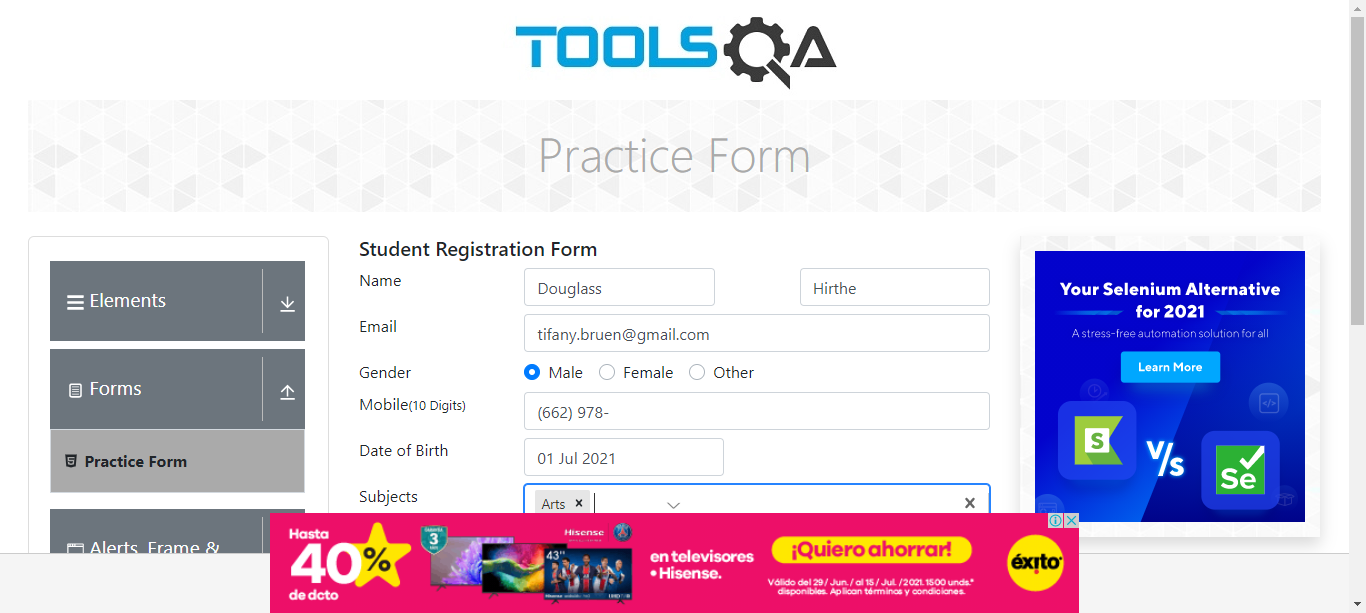 TOOLSQA
Practice Form
Elements
Forms
Practice Form
Alerts, Frame &
Student Registration Form
Name
Douglass
Hirthe
Email
tifany.bruen@gmail.com
Gender
Male
Female
Other
Mobile(10 Digits)
(662) 978-
Date of Birth
01 Jul 2021
Subjects
Arts ×
Your Selenium Alternative
for 2021
A stress-free automation solution for all
Learn More
S
V/s
Se
Hasta
40%
de dcto
3
Hisense
43"
en televisores
• Hisense.
¡Quiero ahorrar!
Válido del 29 / Jun. / al 15 / Jul. / 2021. 1500 unds.*
disponibles. Aplican términos y condiciones.
éxito